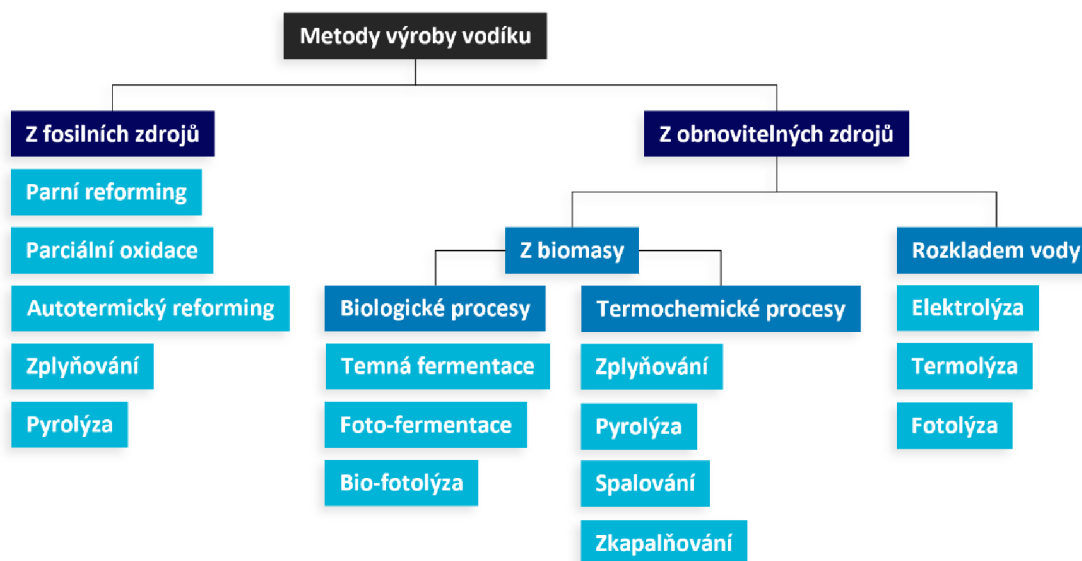 Metody výroby vodíku
Z fosilních zdrojů
Parní reforming
Parciální oxidace
Autotermický reforming
Zplyňování
Pyrolýza
Z obnovitelných zdrojů
Z biomasy
Biologické procesy
Temná fermentace
Foto-fermentace
Bio-fotolýza
Termochemické procesy
Zplyňování
Pyrolýza
Spalování
Zkapalňování
Rozkladem vody
Elektrolýza
Termolýza
Fotolýza